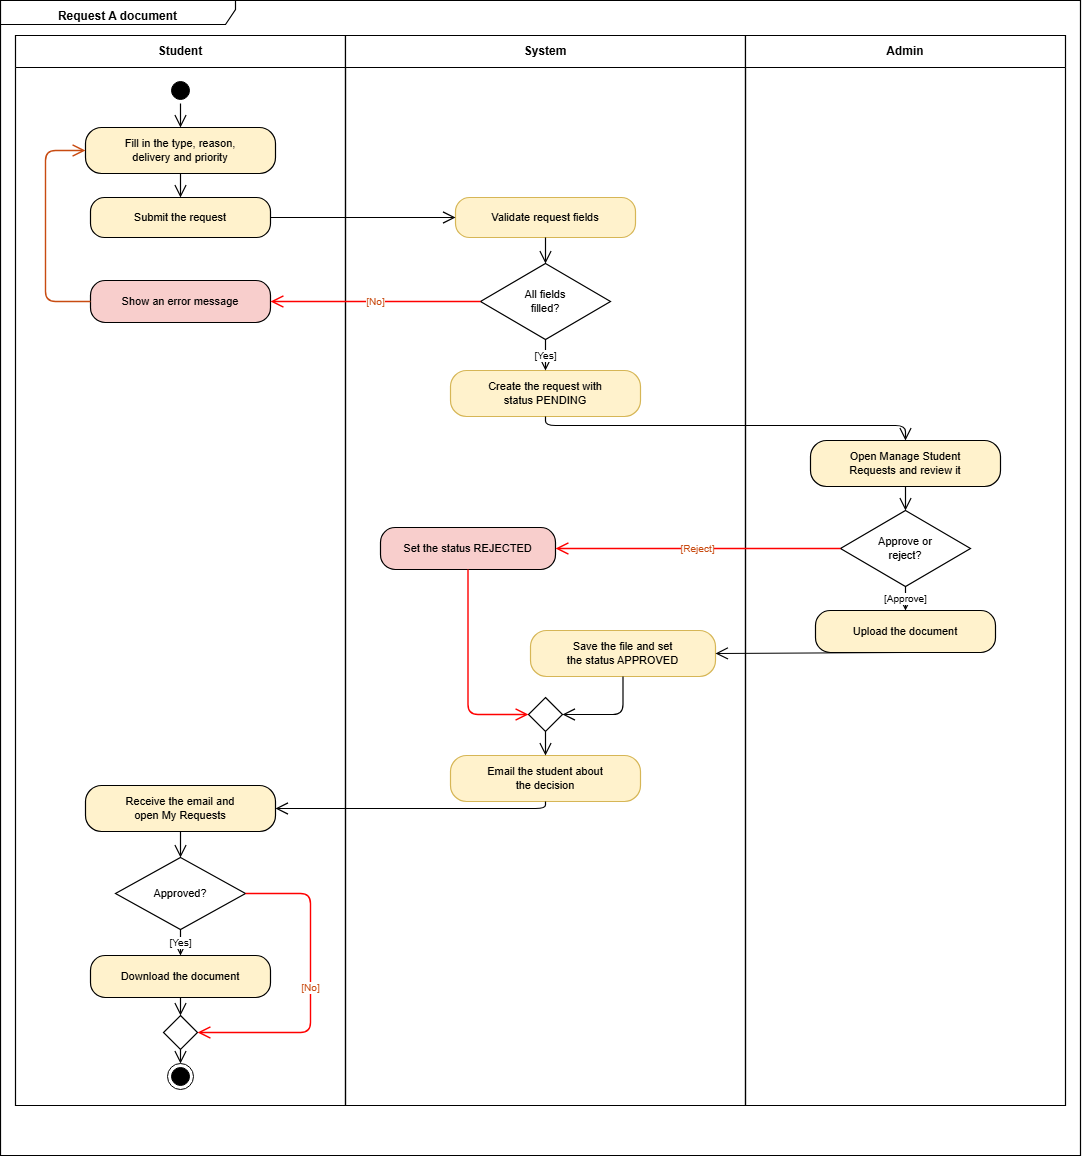 Request A document
Student
System
Admin
Fill in the type, reason,
delivery and priority
Submit the request
Validate request fields
Show an error message
[No]
All fields
filled?
[Yes]
Create the request with
status PENDING
Open Manage Student
Requests and review it
Set the status REJECTED
[Reject]
Approve or
reject?
[Approve]
Upload the document
Save the file and set
the status APPROVED
Email the student about
the decision
Receive the email and
open My Requests
Approved?
[Yes]
Download the document
[No]